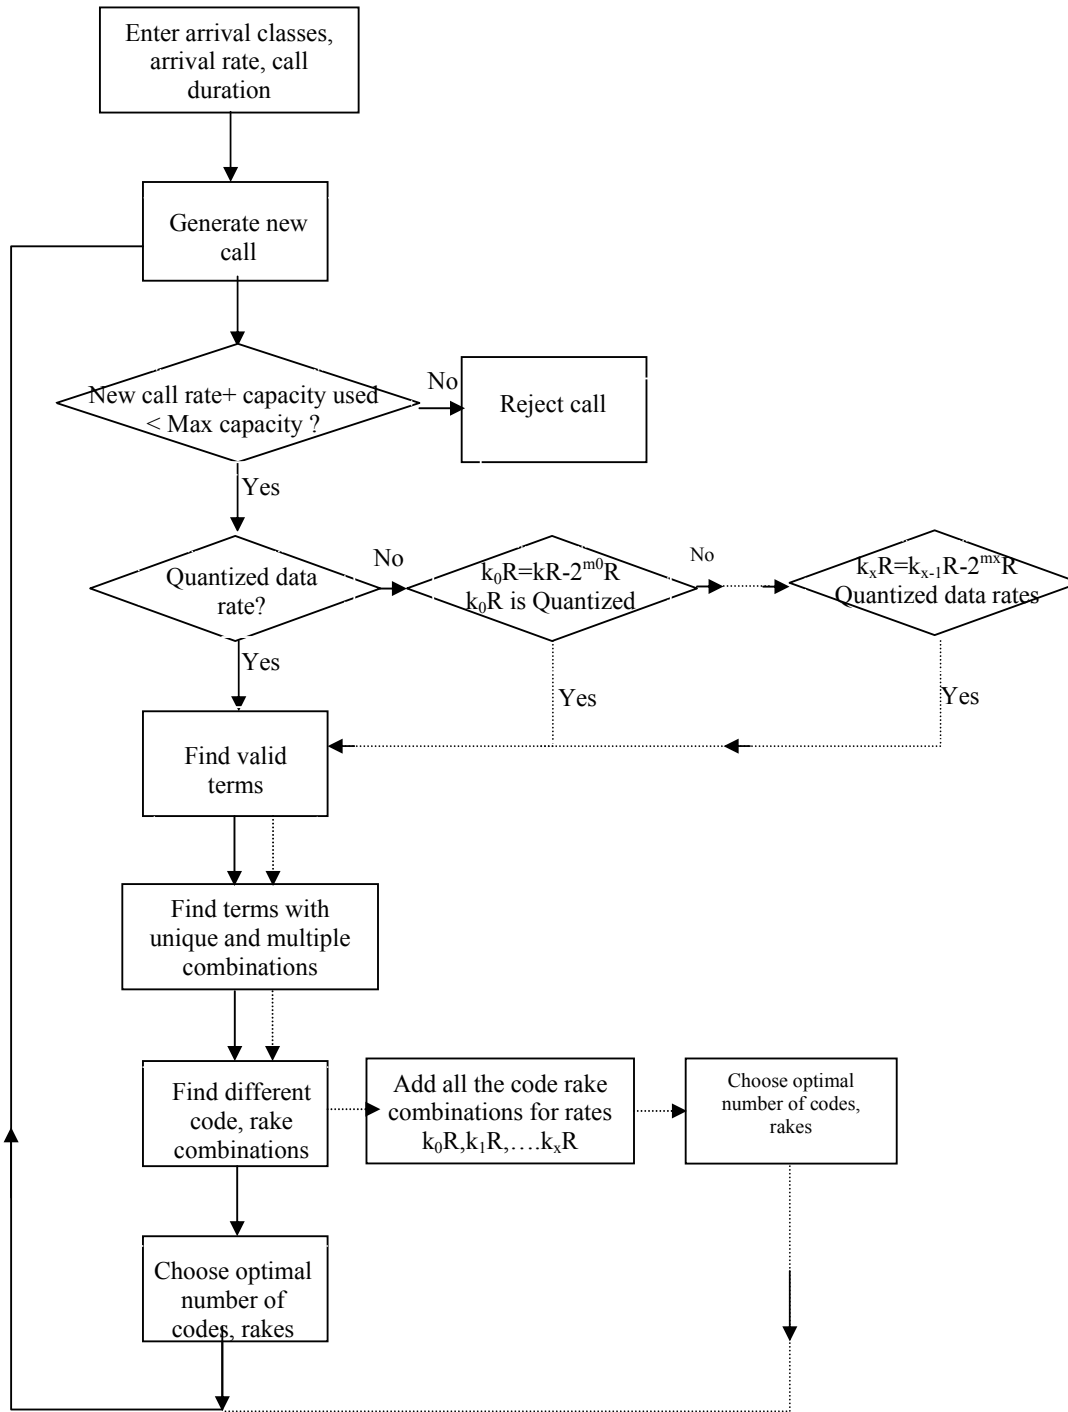 Enter arrival classes,
arrival rate, call
duration
Generate new
call
New call rate+ capacity used
< Max capacity ?
No
Reject call
Yes
Quantized data
rate?
No
k₀R=kR-2^{m0}R
k₀R is Quantized
No
kₓR=kₓ₋₁R-2^{mx}R
Quantized data rates
Yes
Yes
Yes
Find valid
terms
Find terms with
unique and multiple
combinations
Find different
code, rake
combinations
Add all the code rake
combinations for rates
k₀R,k₁R,….kₓR
Choose optimal
number of codes,
rakes
Choose optimal
number of
codes, rakes